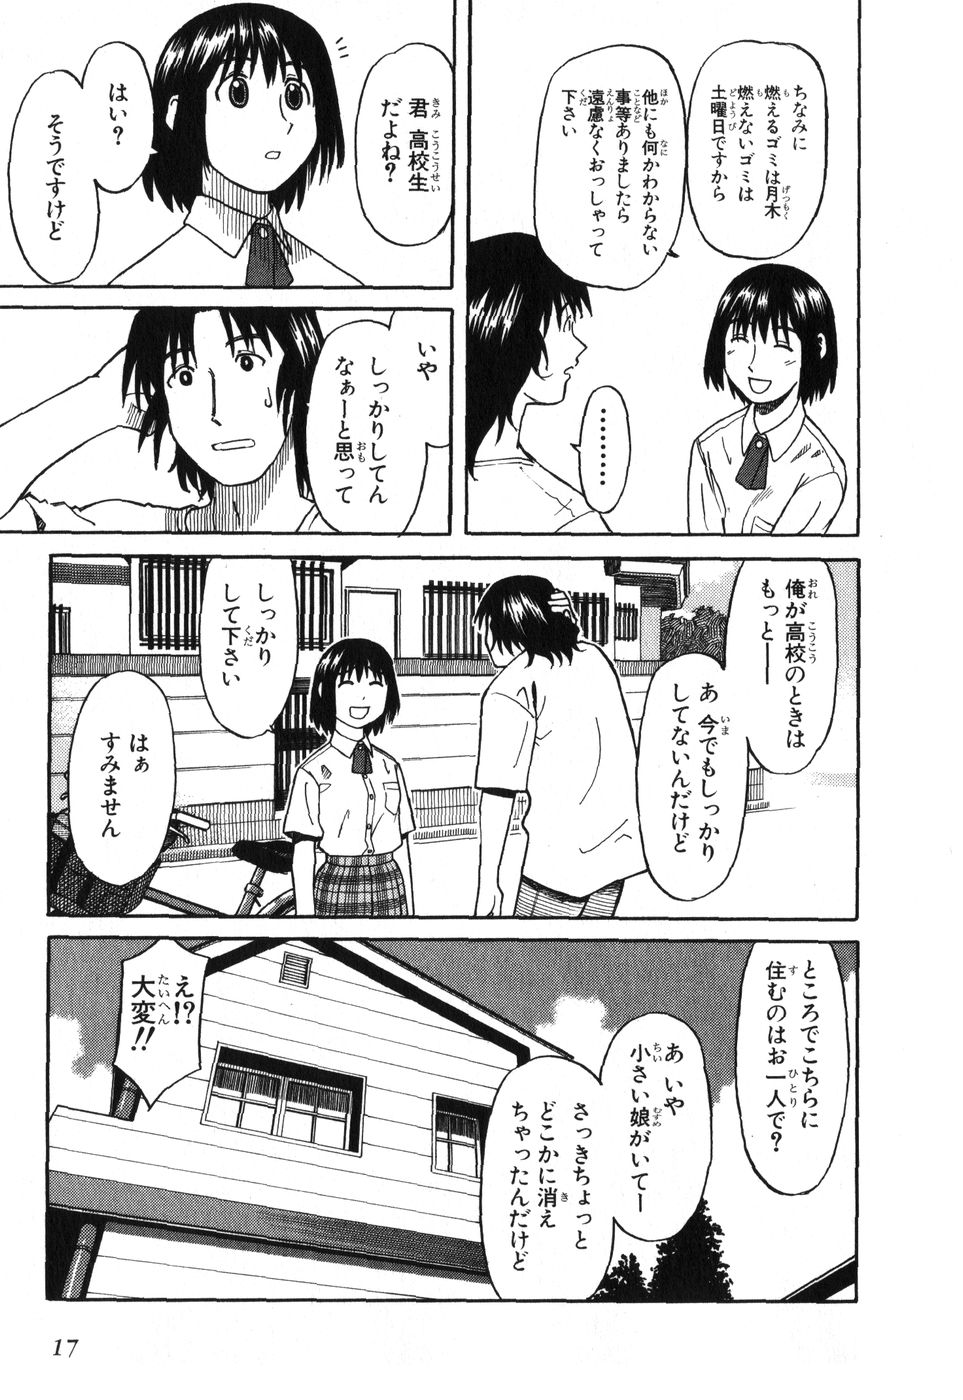 ちなみに
燃えるゴミは月木
燃えないゴミは
土曜日ですから
他にも何かわからない
事等ありましたら
遠慮なくおっしゃって
下さい
………
君 高校生
だよね?
はい?
そうですけど
いや
しっかりしてん
なぁーと思って
俺が高校のときは
もっと――
あ 今でもしっかり
してないんだけど
しっかり
して下さい
はぁ
すみません
ところでこちらに
住むのはお一人で?
あ いや
小さい娘がいてー
さっきちょっと
どこかに消え
ちゃったんだけど
え!?
大変!!
17